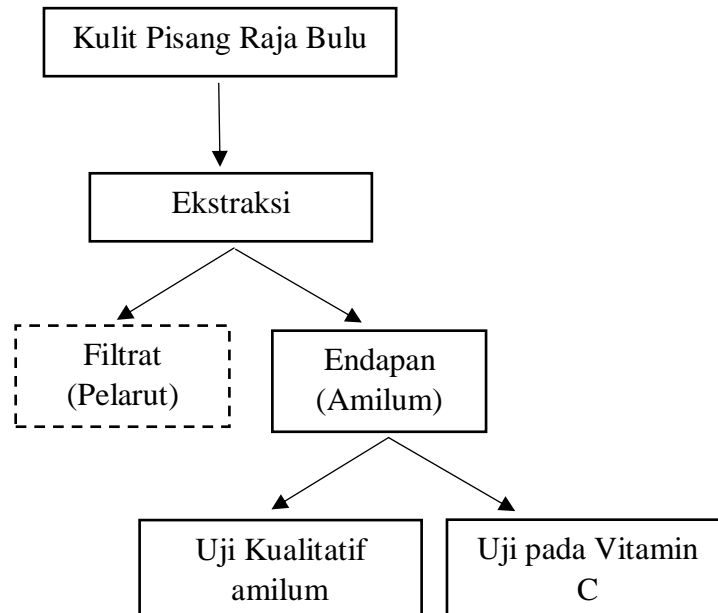 Kulit Pisang Raja Bulu
Ekstraksi
Filtrat
(Pelarut)
Endapan
(Amilum)
Uji Kualitatif
amilum
Uji pada Vitamin
C